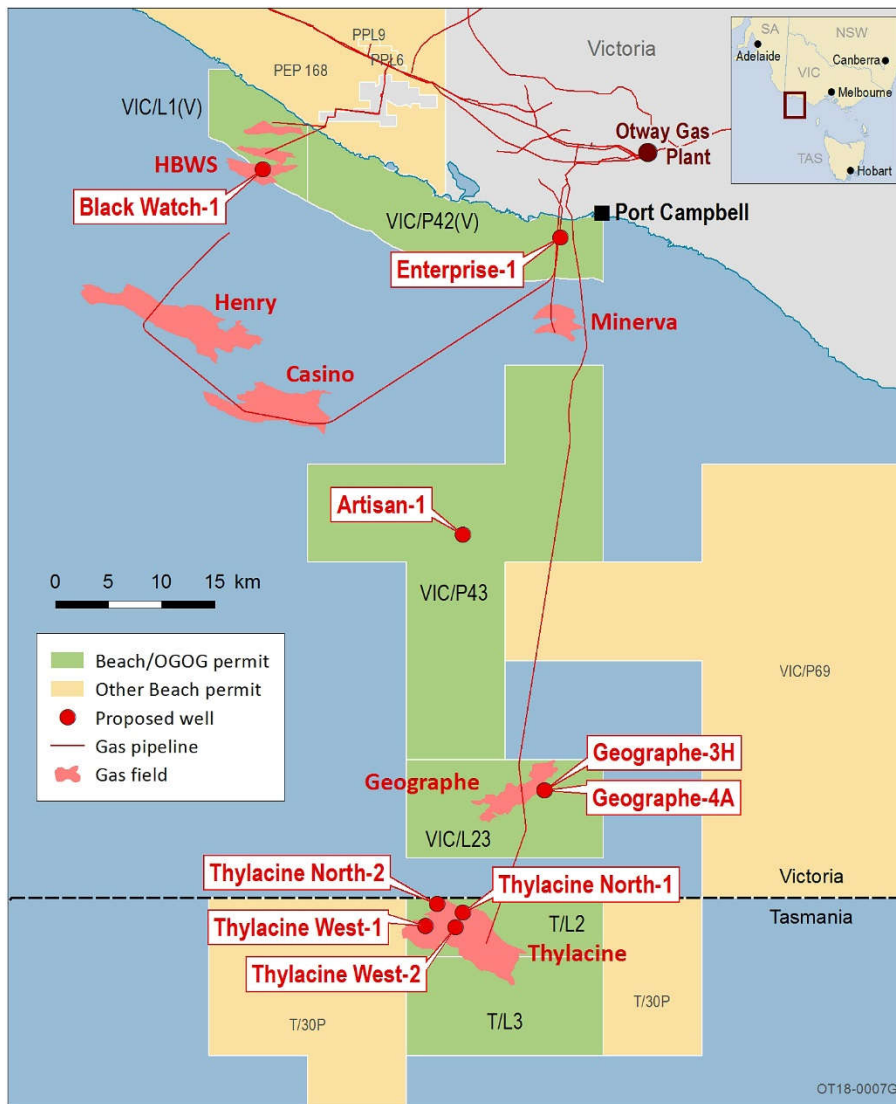 PPL9
PPL6
PEP 168
Victoria
VIC/L1(V)
HBWS
Black Watch-1
VIC/P42(V)
Otway Gas
Plant
Port Campbell
Enterprise-1
Henry
Minerva
Casino
SA
NSW
Adelaide
Canberra
VIC
Melbourne
TAS
Hobart
Artisan-1
VIC/P43
0 5 10 15 km
Beach/OGOG permit
Other Beach permit
Proposed well
Gas pipeline
Gas field
VIC/P69
Geographe
Geographe-3H
Geographe-4A
VIC/L23
Thylacine North-2
Thylacine North-1
Victoria
Tasmania
Thylacine West-1
T/L2
Thylacine
Thylacine West-2
T/30P
T/L3
T/30P
OT18-0007G